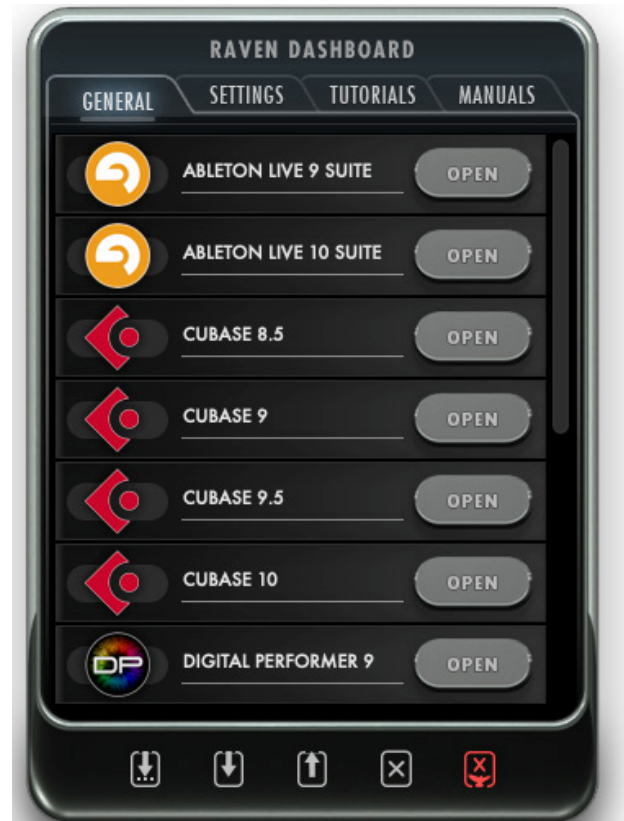 RAVEN DASHBOARD
GENERAL SETTINGS TUTORIALS MANUALS
ABLETON LIVE 9 SUITE OPEN
ABLETON LIVE 10 SUITE OPEN
CUBASE 8.5 OPEN
CUBASE 9 OPEN
CUBASE 9.5 OPEN
CUBASE 10 OPEN
DP DIGITAL PERFORMER 9 OPEN